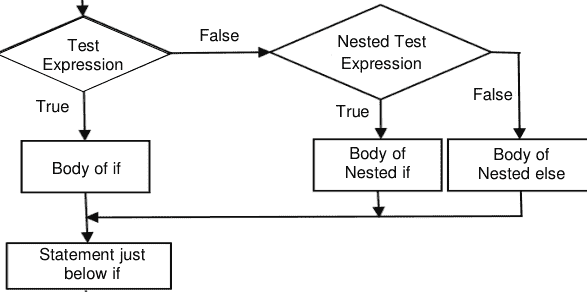 Test
Expression
False
Nested Test
Expression
True
True
False
Body of if
Body of
Nested if
Body of
Nested else
Statement just
below if